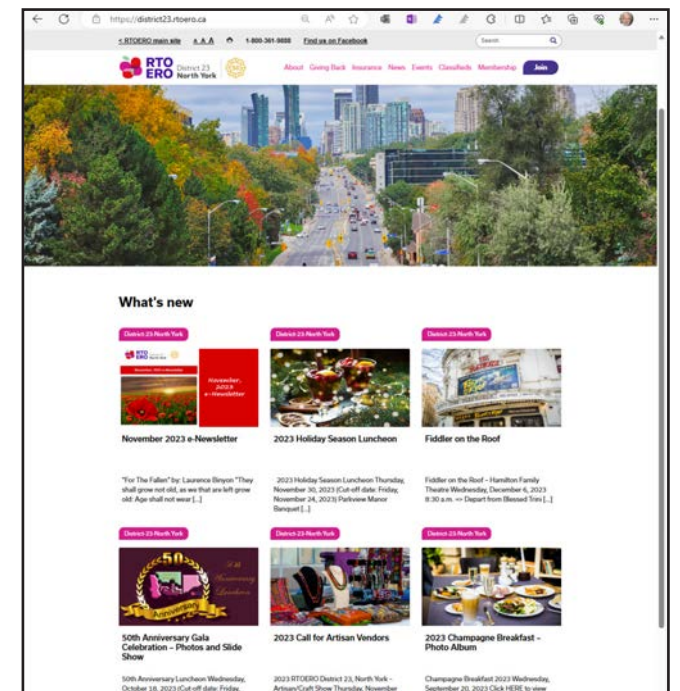 https://district23.rtoero.ca
< RTOERO main site A A A 1-800-361-9888 Find us on Facebook Search
RTO ERO District 23 North York
About Giving Back Insurance News Events Classifieds Membership Join
What's new
District 23 North York District 23 North York District 23 North York
RTO
ERO
November, 2023 e-Newsletter
November,
2023
e-Newsletter
November 2023 e-Newsletter
"For The Fallen" by: Laurence Binyon "They
shall grow not old, as we that are left grow
old: Age shall not wear [...]
2023 Holiday Season Luncheon
2023 Holiday Season Luncheon Thursday,
November 30, 2023 (Cut-off date: Friday,
November 24, 2023) Parkview Manor
Banquet [...]
Fiddler on the Roof
Fiddler on the Roof – Hamilton Family
Theatre Wednesday, December 6, 2023
8:30 a.m. => Depart from Blessed Trini [...]
District 23 North York District 23 North York District 23 North York
50
Anniversary
50th Anniversary Gala
Celebration – Photos and Slide
Show
50th Anniversary Luncheon Wednesday,
October 18, 2023 (Cut-off date: Friday,
2023 Call for Artisan Vendors
2023 RTOERO District 23, North York –
Artisan/Craft Show Thursday, November
2023 Champagne Breakfast –
Photo Album
Champagne Breakfast 2023 Wednesday,
September 20, 2023 Click HERE to view